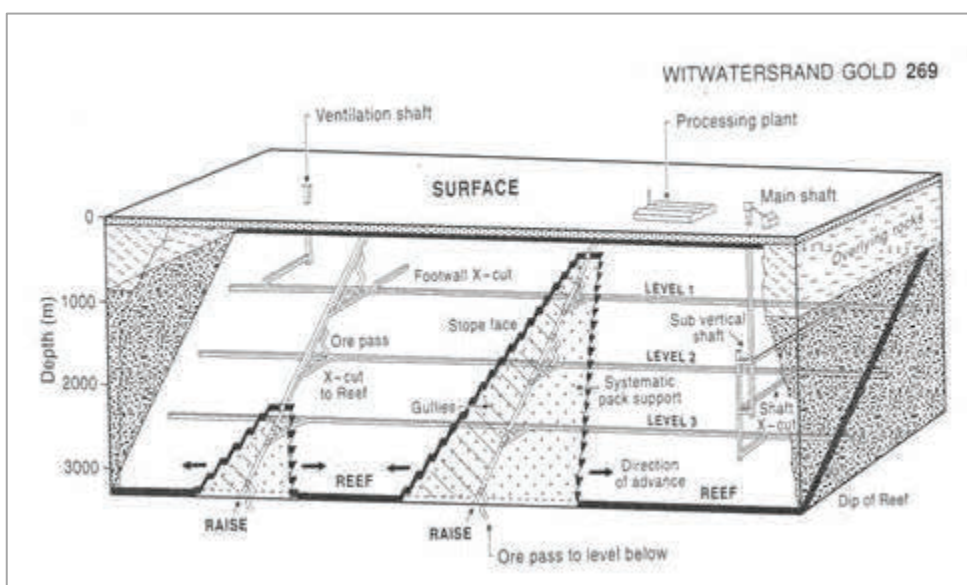 WITWATERSRAND GOLD 269
Ventilation shaft
Processing plant
SURFACE
Main shaft
0
Overlying rocks
Footwall X-cut
LEVEL 1
1000
Stope face
Sub vertical
shaft
Ore pass
LEVEL 2
Depth (m)
X-cut
to Reef
2000
Systematic
pack support
Gullies
Shaft
X-cut
LEVEL 3
3000
REEF
Direction
of advance
REEF
Dip of Reef
RAISE
RAISE
Ore pass to level below